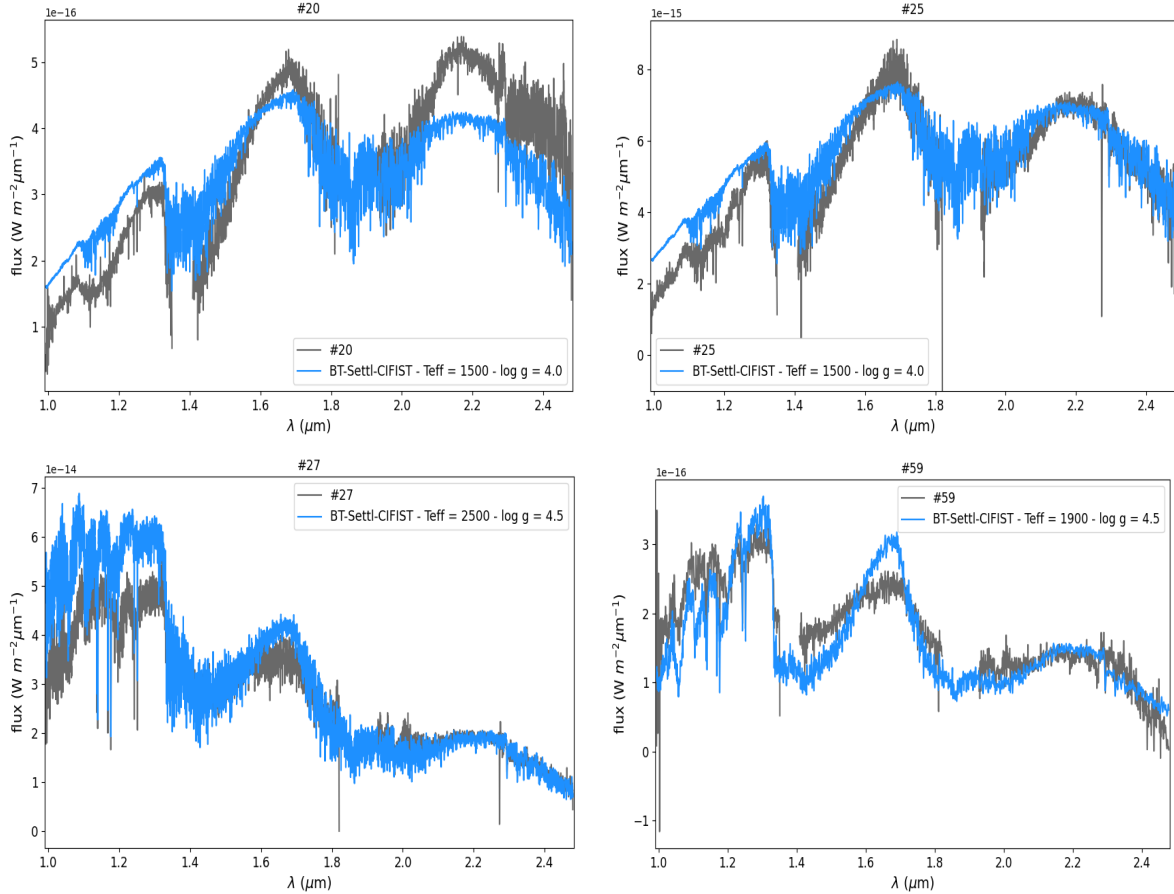 #20
1e−16
5
4
3
2
1
flux (W m⁻²μm⁻¹)
#20
BT-Settl-CIFIST - Teff = 1500 - log g = 4.0
1.0 1.2 1.4 1.6 1.8 2.0 2.2 2.4
λ (μm)
#25
1e−15
8
6
4
2
0
flux (W m⁻²μm⁻¹)
#25
BT-Settl-CIFIST - Teff = 1500 - log g = 4.0
1.0 1.2 1.4 1.6 1.8 2.0 2.2 2.4
λ (μm)
#27
1e−14
7
6
5
4
3
2
1
0
flux (W m⁻²μm⁻¹)
#27
BT-Settl-CIFIST - Teff = 2500 - log g = 4.5
1.0 1.2 1.4 1.6 1.8 2.0 2.2 2.4
λ (μm)
#59
1e−16
3
2
1
0
−1
flux (W m⁻²μm⁻¹)
#59
BT-Settl-CIFIST - Teff = 1900 - log g = 4.5
1.0 1.2 1.4 1.6 1.8 2.0 2.2 2.4
λ (μm)